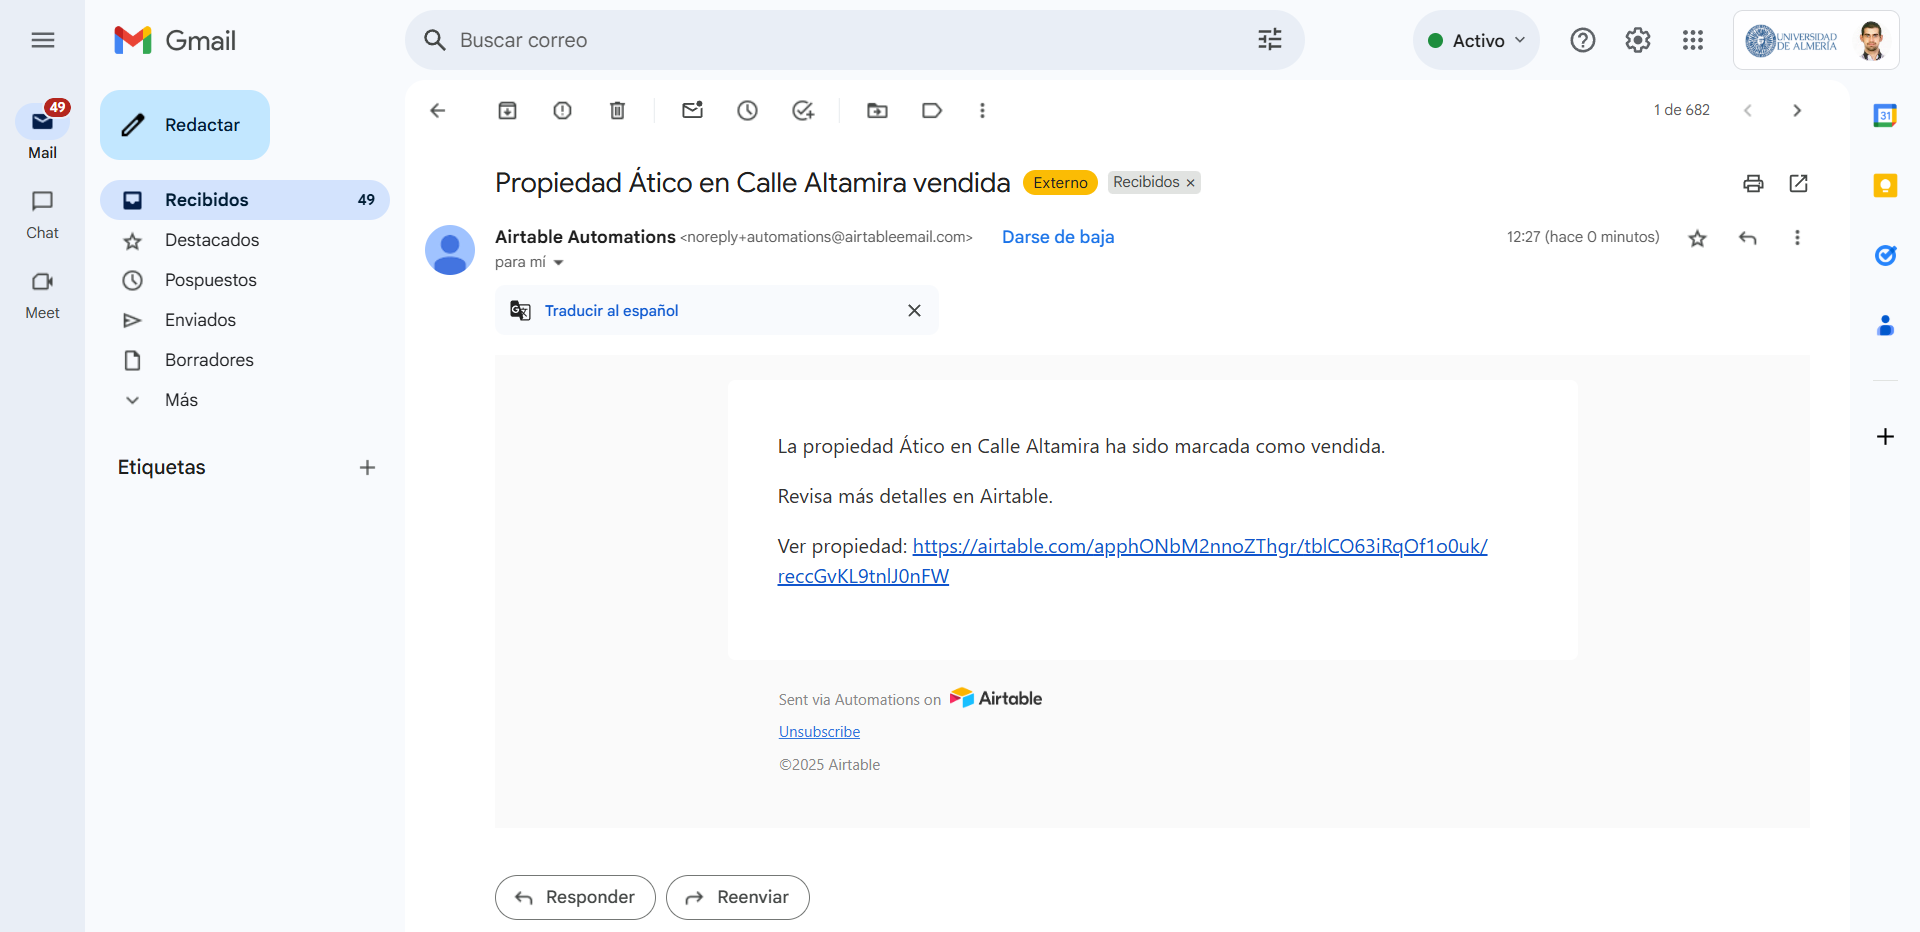 Gmail
Buscar correo
Activo
UNIVERSIDAD
DE ALMERÍA
49
Mail
Chat
Meet
Redactar
Recibidos 49
Destacados
Pospuestos
Enviados
Borradores
Más
Etiquetas
1 de 682
Propiedad Ático en Calle Altamira vendida Externo Recibidos ×
Airtable Automations <noreply+automations@airtableemail.com> Darse de baja 12:27 (hace 0 minutos)
para mí
Traducir al español
La propiedad Ático en Calle Altamira ha sido marcada como vendida.
Revisa más detalles en Airtable.
Ver propiedad: https://airtable.com/apphONbM2nnoZThgr/tblCO63iRqOf1o0uk/
reccGvKL9tnlJ0nFW
Sent via Automations on Airtable
Unsubscribe
©2025 Airtable
Responder Reenviar
31